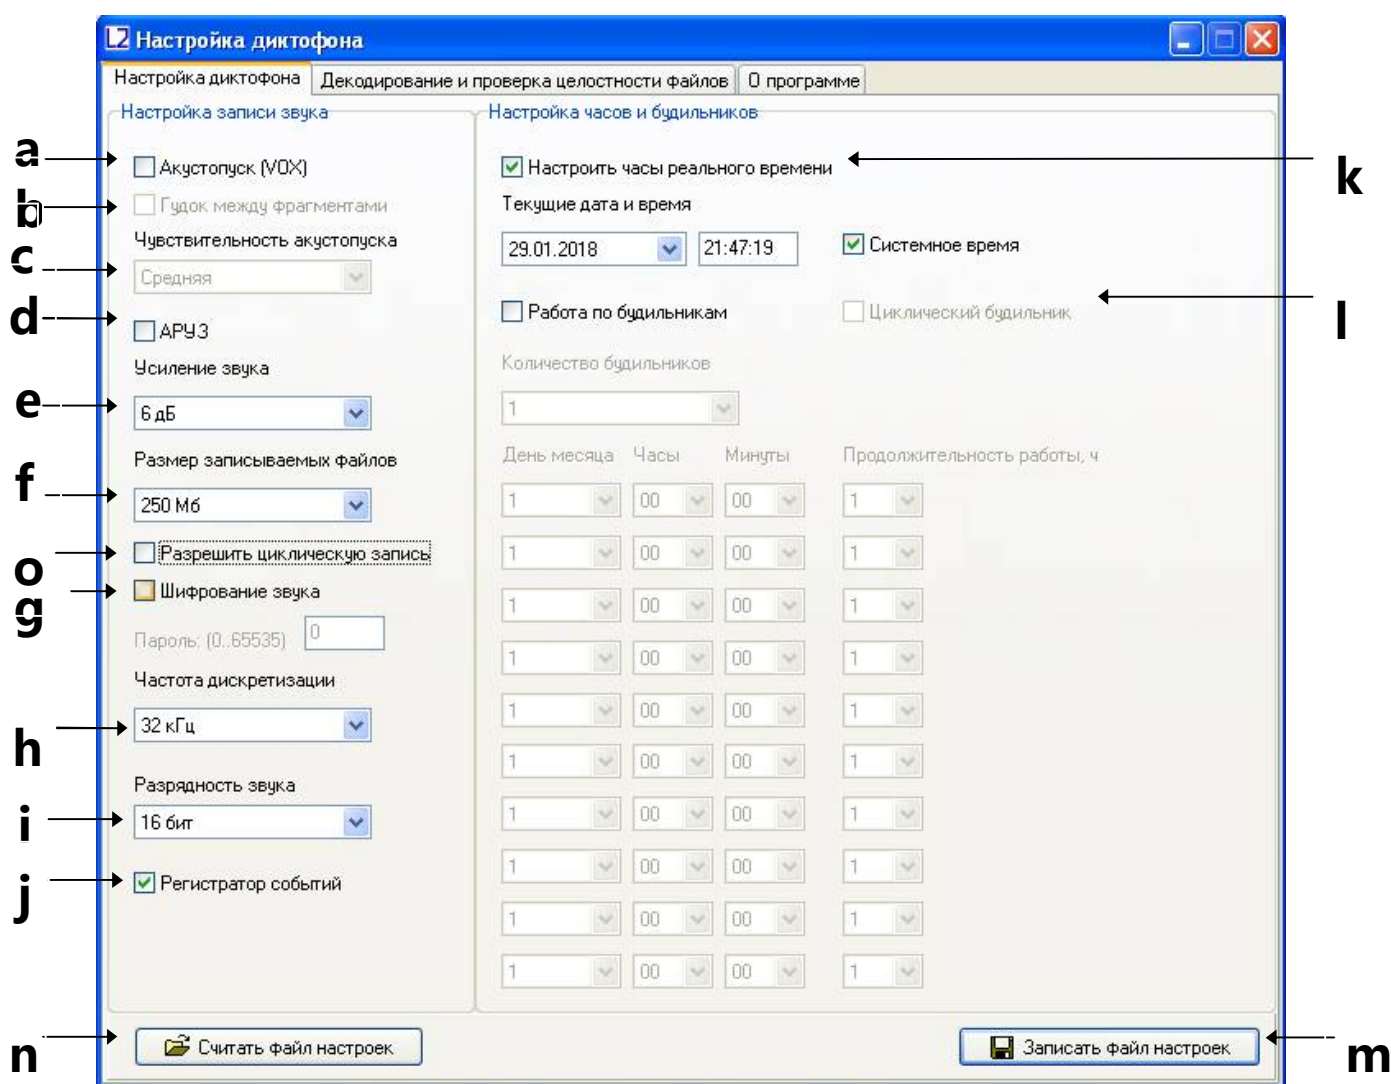 Настройка диктофона
Настройка диктофона Декодирование и проверка целостности файлов О программе
Настройка записи звука
a
Акустопуск (VOX)
b
Гудок между фрагментами
Чувствительность акустопуска
c
Средняя
d
АРУЗ
Усиление звука
e
6 дБ
Размер записываемых файлов
f
250 Мб
o
Разрешить циклическую запись
g
Шифрование звука
Пароль: (0..65535) 0
Частота дискретизации
h
32 кГц
Разрядность звука
i
16 бит
j
Регистратор событий
Настройка часов и будильников
Настроить часы реального времени
k
Текущие дата и время
29.01.2018 21:47:19 Системное время
Работа по будильникам Циклический будильник
l
Количество будильников
1
День месяца Часы Минуты Продолжительность работы, ч
1 00 00 1
1 00 00 1
1 00 00 1
1 00 00 1
1 00 00 1
1 00 00 1
1 00 00 1
1 00 00 1
1 00 00 1
1 00 00 1
n
Считать файл настроек
Записать файл настроек
m